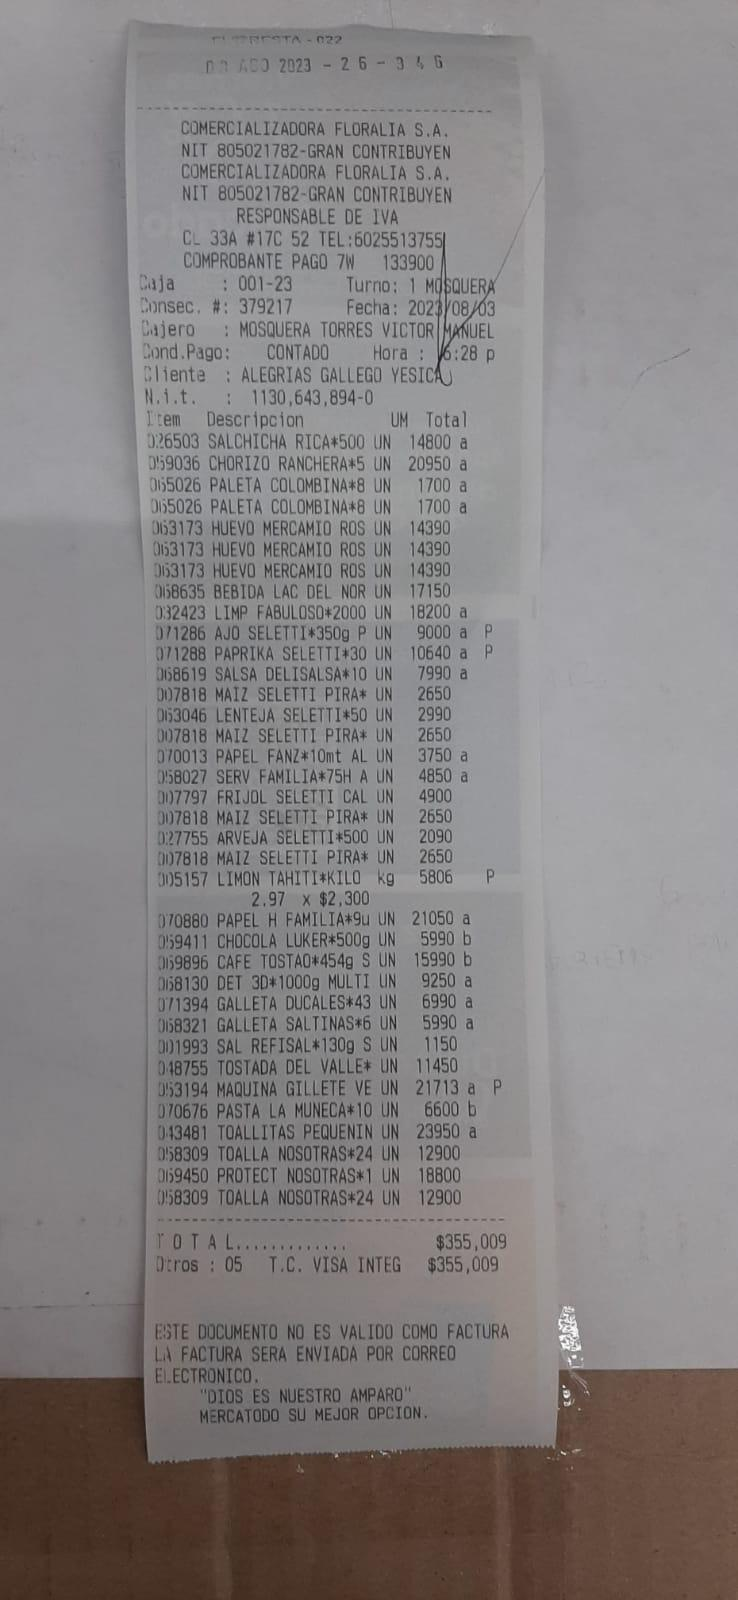 - 022
03 AGO 2023 - 26 - 346
COMERCIALIZADORA FLORALIA S.A.
NIT 805021782-GRAN CONTRIBUYEN
COMERCIALIZADORA FLORALIA S.A.
NIT 805021782-GRAN CONTRIBUYEN
RESPONSABLE DE IVA
CL 33A #17C 52 TEL:6025513755
COMPROBANTE PAGO 7W 133900
Caja : 001-23 Turno: 1 MOSQUERA
Consec. #: 379217 Fecha: 2023/08/03
Cajero : MOSQUERA TORRES VICTOR MANUEL
Cond.Pago: CONTADO Hora : 6:28 p
Cliente : ALEGRIAS GALLEGO YESICA
N.i.t. : 1130,643,894-0
Item Descripcion UM Total
026503 SALCHICHA RICA*500 UN 14800 a
059036 CHORIZO RANCHERA*5 UN 20950 a
065026 PALETA COLOMBINA*8 UN 1700 a
065026 PALETA COLOMBINA*8 UN 1700 a
063173 HUEVO MERCAMIO ROS UN 14390
063173 HUEVO MERCAMIO ROS UN 14390
063173 HUEVO MERCAMIO ROS UN 14390
068635 BEBIDA LAC DEL NOR UN 17150
032423 LIMP FABULOSO*2000 UN 18200 a
071286 AJO SELETTI*350g P UN 9000 a P
071288 PAPRIKA SELETTI*30 UN 10640 a P
068619 SALSA DELISALSA*10 UN 7990 a
007818 MAIZ SELETTI PIRA* UN 2650
063046 LENTEJA SELETTI*50 UN 2990
007818 MAIZ SELETTI PIRA* UN 2650
070013 PAPEL FANZ*10mt AL UN 3750 a
058027 SERV FAMILIA*75H A UN 4850 a
007797 FRIJOL SELETTI CAL UN 4900
007818 MAIZ SELETTI PIRA* UN 2650
027755 ARVEJA SELETTI*500 UN 2090
007818 MAIZ SELETTI PIRA* UN 2650
005157 LIMON TAHITI*KILO kg 5806 P
2.97 x $2,300
070880 PAPEL H FAMILIA*9u UN 21050 a
059411 CHOCOLA LUKER*500g UN 5990 b
069896 CAFE TOSTAO*454g S UN 15990 b
068130 DET 3D*1000g MULTI UN 9250 a
071394 GALLETA DUCALES*43 UN 6990 a
068321 GALLETA SALTINAS*6 UN 5990 a
001993 SAL REFISAL*130g S UN 1150
048755 TOSTADA DEL VALLE* UN 11450
053194 MAQUINA GILLETE VE UN 21713 a P
070676 PASTA LA MUNECA*10 UN 6600 b
043481 TOALLITAS PEQUENIN UN 23950 a
058309 TOALLA NOSOTRAS*24 UN 12900
069450 PROTECT NOSOTRAS*1 UN 18800
058309 TOALLA NOSOTRAS*24 UN 12900
T O T A L............. $355,009
Otros : 05 T.C. VISA INTEG $355,009
ESTE DOCUMENTO NO ES VALIDO COMO FACTURA
LA FACTURA SERA ENVIADA POR CORREO
ELECTRONICO.
"DIOS ES NUESTRO AMPARO"
MERCATODO SU MEJOR OPCION.